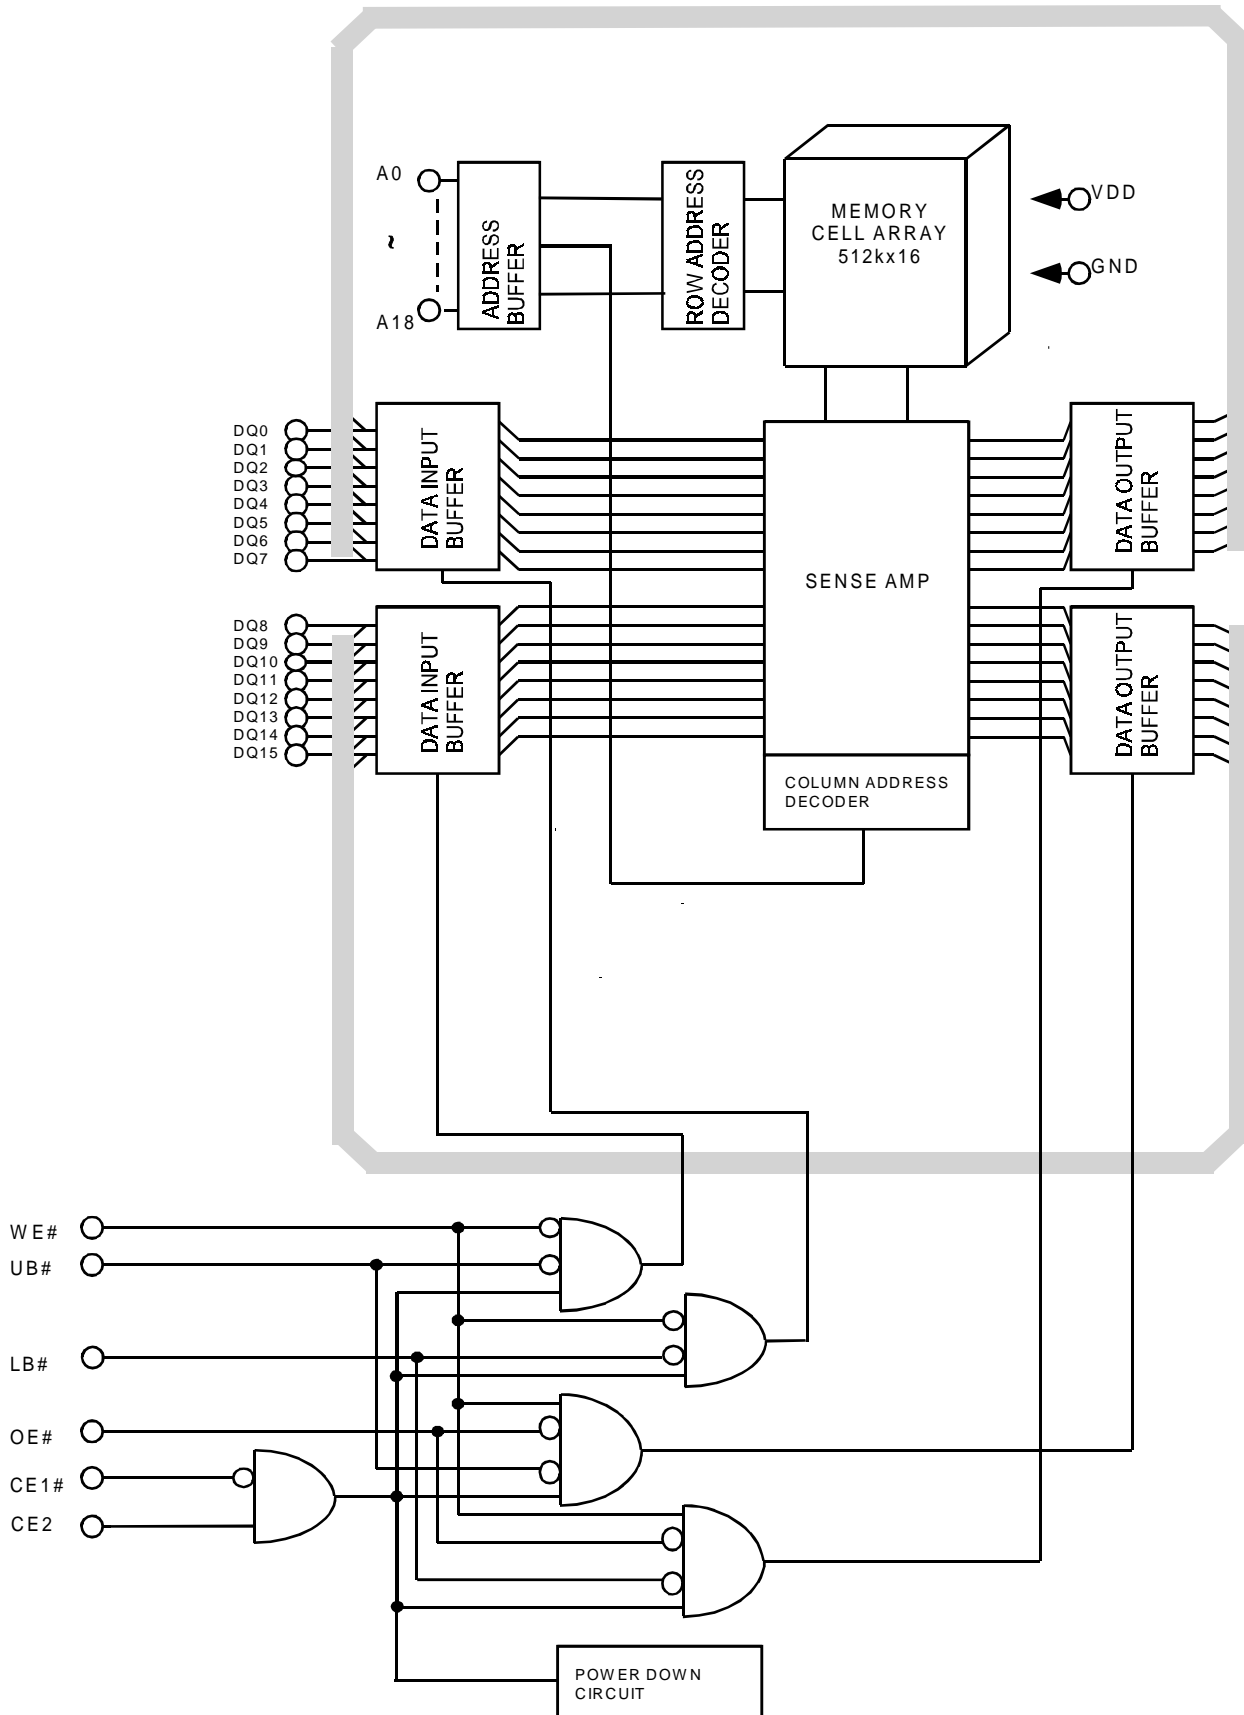 A0
~
A18
ADDRESS
BUFFER
ROW ADDRESS
DECODER
MEMORY
CELL ARRAY
512kx16
VDD
GND
DQ0
DQ1
DQ2
DQ3
DQ4
DQ5
DQ6
DQ7
DATA INPUT
BUFFER
SENSE AMP
DATA OUTPUT
BUFFER
DQ8
DQ9
DQ10
DQ11
DQ12
DQ13
DQ14
DQ15
DATA INPUT
BUFFER
DATA OUTPUT
BUFFER
COLUMN ADDRESS
DECODER
WE#
UB#
LB#
OE#
CE1#
CE2
POWER DOWN
CIRCUIT